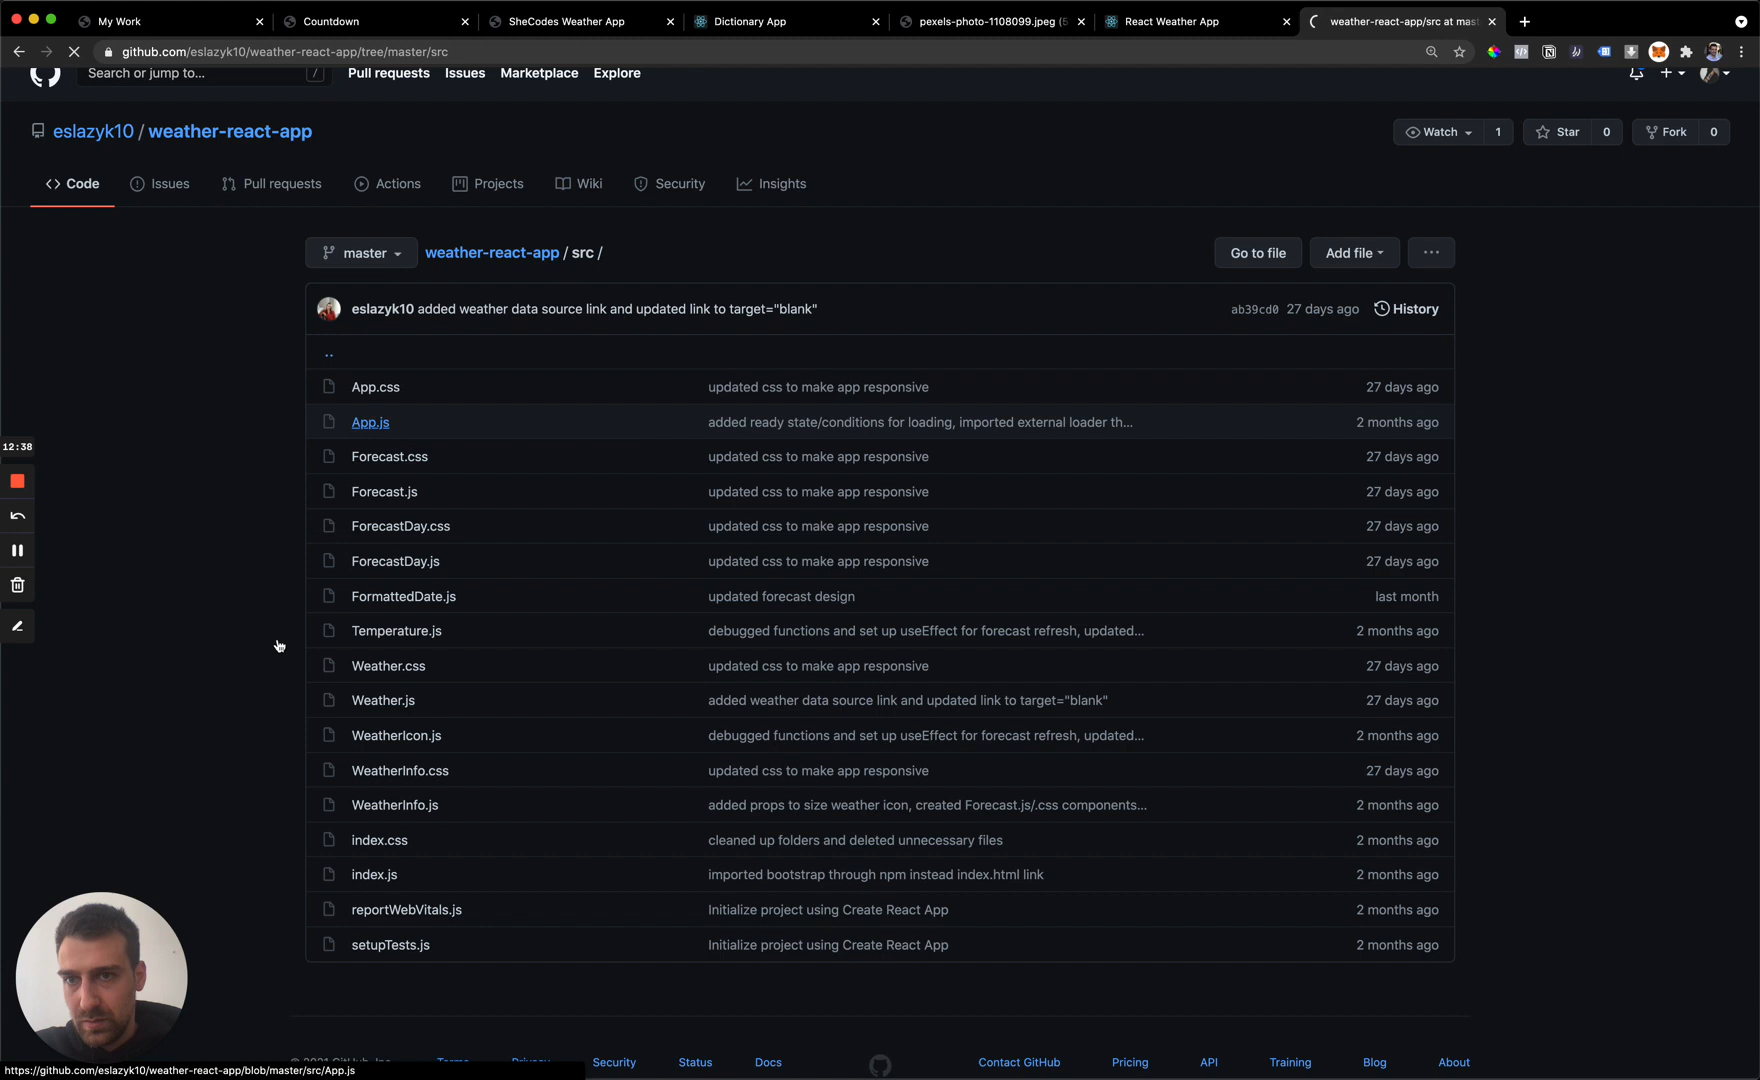 My Work
Countdown
SheCodes Weather App
Dictionary App
pexels-photo-1108099.jpeg (5
React Weather App
weather-react-app/src at mast
github.com/eslazyk10/weather-react-app/tree/master/src
Search or jump to...
/
Pull requests
Issues
Marketplace
Explore
eslazyk10 / weather-react-app
Watch 1
Star 0
Fork 0
Code
Issues
Pull requests
Actions
Projects
Wiki
Security
Insights
master
weather-react-app / src /
Go to file
Add file
eslazyk10 added weather data source link and updated link to target="blank"
ab39cd0 27 days ago
History
..
App.css updated css to make app responsive 27 days ago
App.js added ready state/conditions for loading, imported external loader th... 2 months ago
12:38
Forecast.css updated css to make app responsive 27 days ago
Forecast.js updated css to make app responsive 27 days ago
ForecastDay.css updated css to make app responsive 27 days ago
ForecastDay.js updated css to make app responsive 27 days ago
FormattedDate.js updated forecast design last month
Temperature.js debugged functions and set up useEffect for forecast refresh, updated... 2 months ago
Weather.css updated css to make app responsive 27 days ago
Weather.js added weather data source link and updated link to target="blank" 27 days ago
WeatherIcon.js debugged functions and set up useEffect for forecast refresh, updated... 2 months ago
WeatherInfo.css updated css to make app responsive 27 days ago
WeatherInfo.js added props to size weather icon, created Forecast.js/.css components... 2 months ago
index.css cleaned up folders and deleted unnecessary files 2 months ago
index.js imported bootstrap through npm instead index.html link 2 months ago
reportWebVitals.js Initialize project using Create React App 2 months ago
setupTests.js Initialize project using Create React App 2 months ago
© 2021 GitHub, Inc.
Terms
Privacy
Security
Status
Docs
Contact GitHub
Pricing
API
Training
Blog
About
https://github.com/eslazyk10/weather-react-app/blob/master/src/App.js